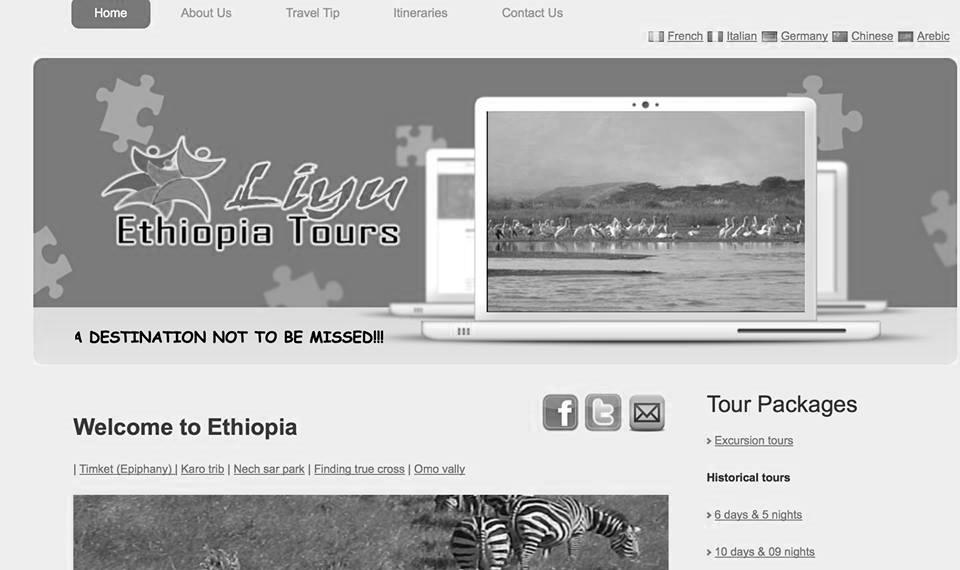 Home About Us Travel Tip Itineraries Contact Us
French Italian Germany Chinese Arebic
Liyu
Ethiopia Tours
A DESTINATION NOT TO BE MISSED!!!
Welcome to Ethiopia
| Timket (Epiphany) | Karo trib | Nech sar park | Finding true cross | Omo vally
Tour Packages
Excursion tours
Historical tours
6 days & 5 nights
10 days & 09 nights